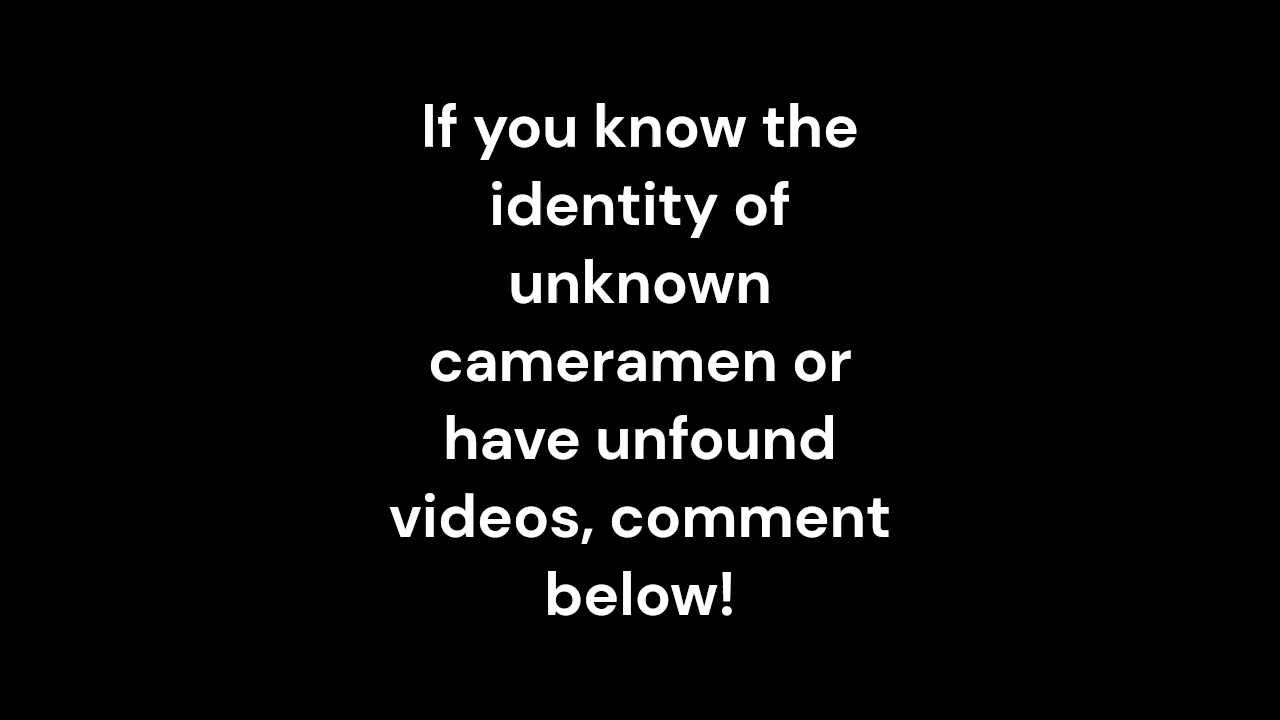 If you know the
identity of
unknown
cameramen or
have unfound
videos, comment
below!